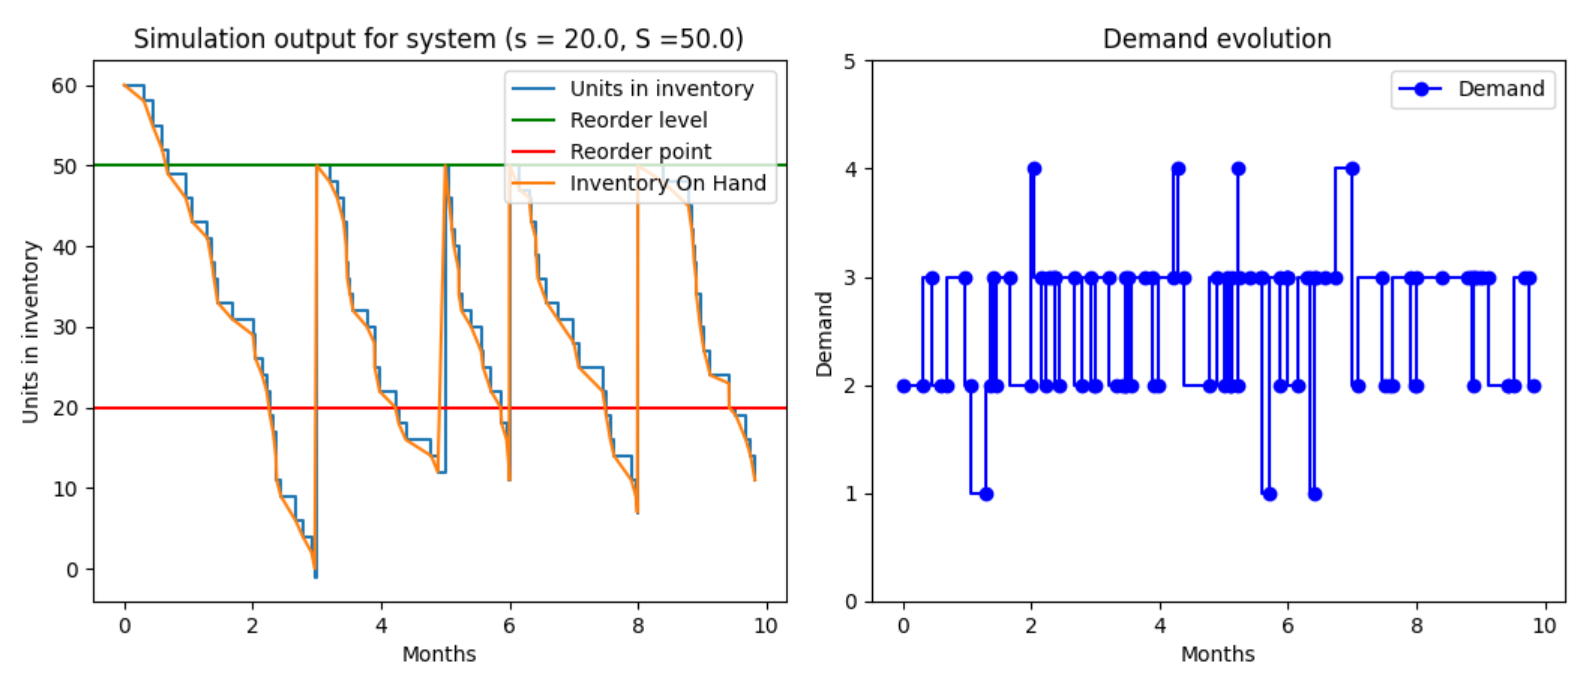 Simulation output for system (s = 20.0, S =50.0)
Units in inventory
Reorder level
Reorder point
Inventory On Hand
60
50
40
30
20
10
0
Units in inventory
0 2 4 6 8 10
Months
Demand evolution
Demand
5
4
3
2
1
0
Demand
0 2 4 6 8 10
Months